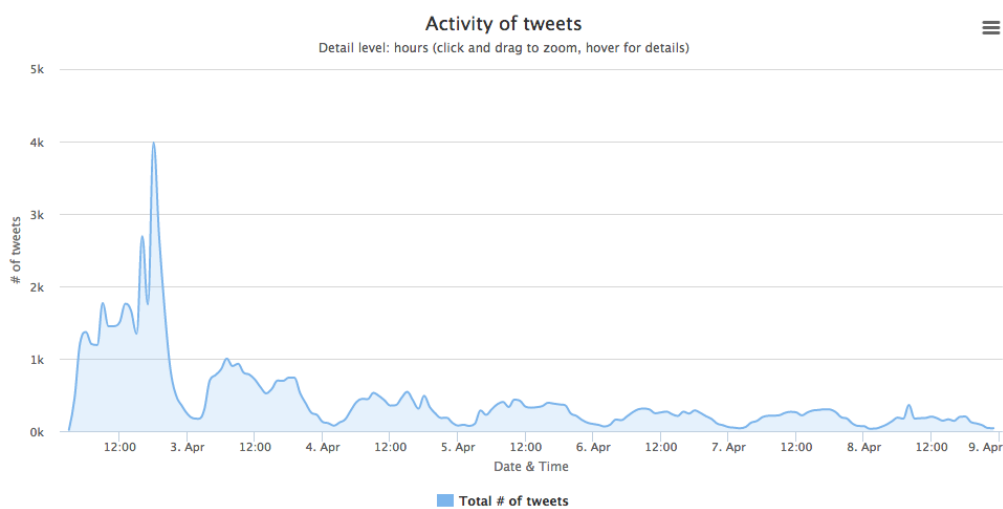 Activity of tweets
Detail level: hours (click and drag to zoom, hover for details)
5k
4k
3k
2k
1k
0k
# of tweets
12:00 3. Apr 12:00 4. Apr 12:00 5. Apr 12:00 6. Apr 12:00 7. Apr 12:00 8. Apr 12:00 9. Apr
Date & Time
Total # of tweets